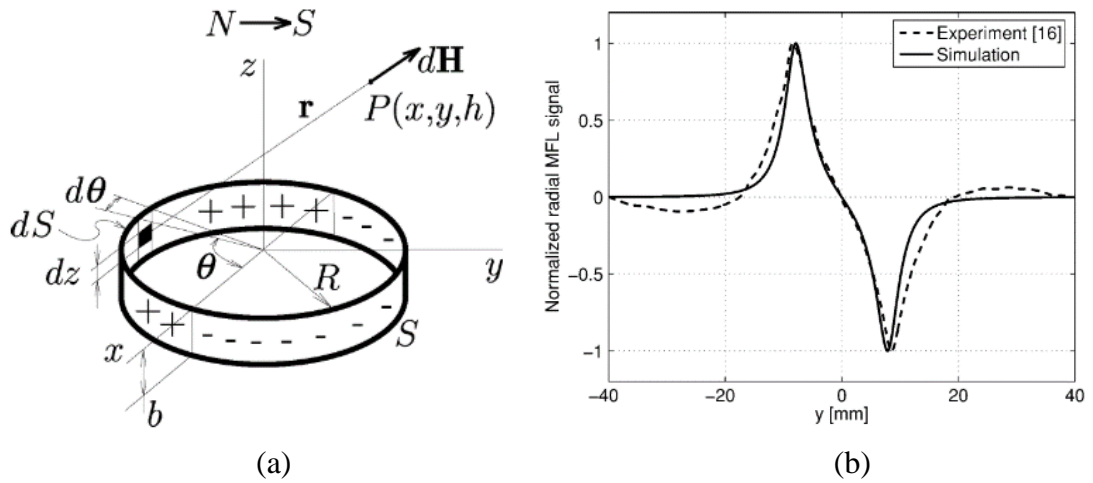 N → S
z
dH
r
P(x,y,h)
dθ
dS
+ + + + - - -
dz
θ
R
y
+ + - - - - - - - -
S
x
b
(a)
Experiment [16]
Simulation
Normalized radial MFL signal
1
0.5
0
−0.5
−1
−40 −20 0 20 40
y [mm]
(b)